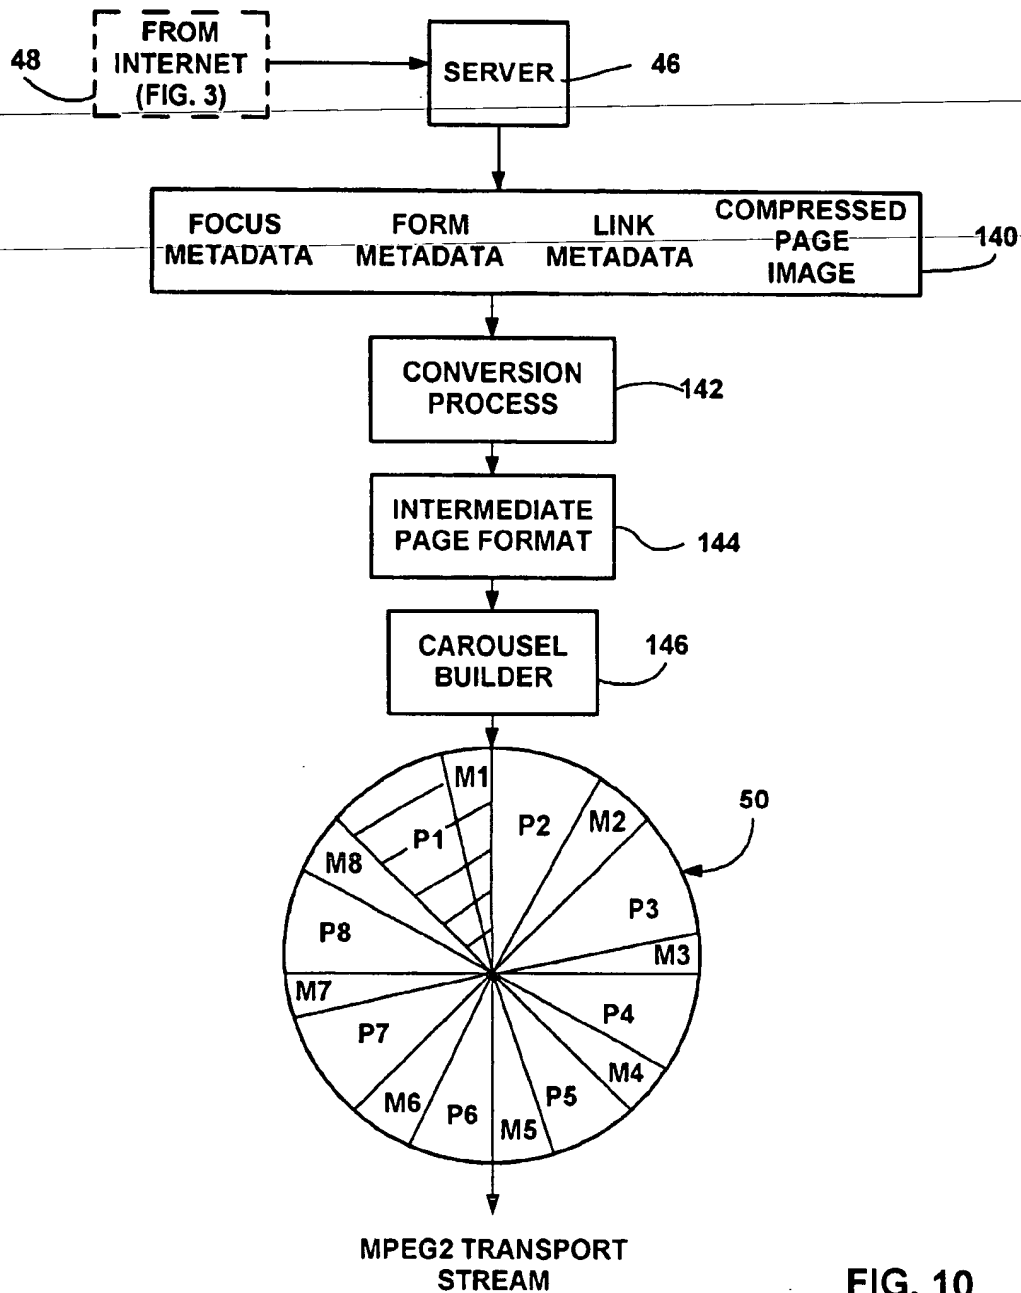 FROM
INTERNET
(FIG. 3)
48
SERVER
46
FOCUS
METADATA
FORM
METADATA
LINK
METADATA
COMPRESSED
PAGE
IMAGE
140
CONVERSION
PROCESS
142
INTERMEDIATE
PAGE FORMAT
144
CAROUSEL
BUILDER
146
50
M1
P2
M2
P1
M8
P3
P8
M3
M7
P4
P7
M4
M6
P6
M5
P5
MPEG2 TRANSPORT
STREAM
FIG. 10